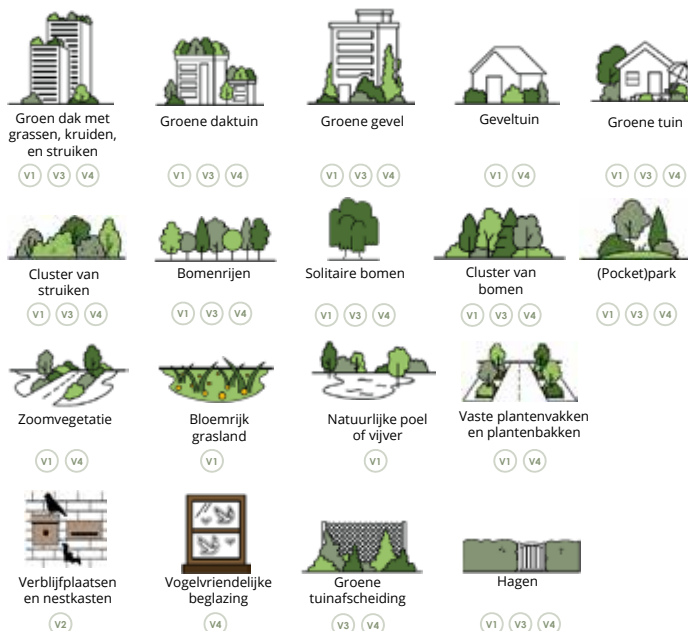 Groen dak met
grassen, kruiden,
en struiken
V1 V3 V4
Groene daktuin
V1 V3 V4
Groene gevel
V1 V3 V4
Geveltuin
V1 V4
Groene tuin
V1 V3 V4
Cluster van
struiken
V1 V3 V4
Bomenrijen
V1 V3 V4
Solitaire bomen
V1 V3 V4
Cluster van
bomen
V1 V3 V4
(Pocket)park
V1 V3 V4
Zoomvegetatie
V1 V4
Bloemrijk
grasland
V1
Natuurlijke poel
of vijver
V1
Vaste plantenvakken
en plantenbakken
V1 V4
Verblijfplaatsen
en nestkasten
V2
Vogelvriendelijke
beglazing
V4
Groene
tuinafscheiding
V3 V4
Hagen
V1 V3 V4